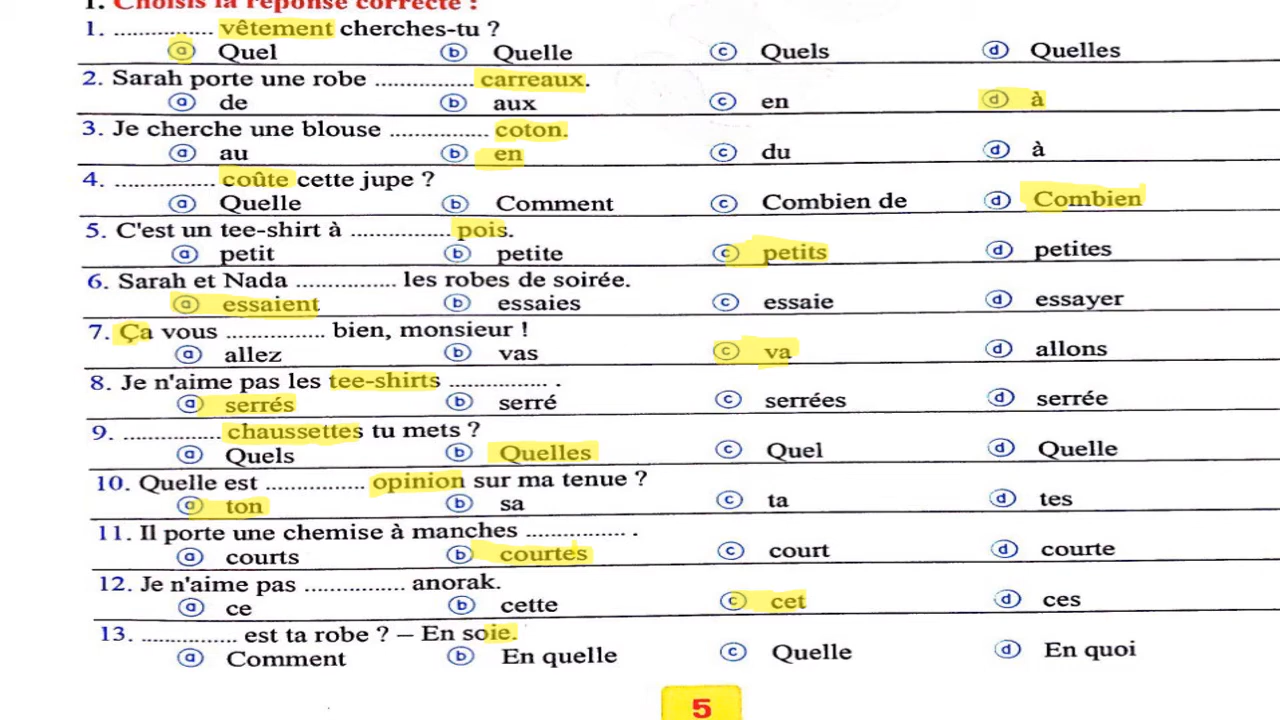 I. Choisis la réponse correcte :
1. ................ vêtement cherches-tu ?
a Quel b Quelle c Quels d Quelles
2. Sarah porte une robe ................ carreaux.
a de b aux c en d à
3. Je cherche une blouse ................ coton.
a au b en c du d à
4. ................ coûte cette jupe ?
a Quelle b Comment c Combien de d Combien
5. C'est un tee-shirt à ................ pois.
a petit b petite c petits d petites
6. Sarah et Nada ................ les robes de soirée.
a essaient b essaies c essaie d essayer
7. Ça vous ................ bien, monsieur !
a allez b vas c va d allons
8. Je n'aime pas les tee-shirts ................ .
a serrés b serré c serrées d serrée
9. ................ chaussettes tu mets ?
a Quels b Quelles c Quel d Quelle
10. Quelle est ................ opinion sur ma tenue ?
a ton b sa c ta d tes
11. Il porte une chemise à manches ................ .
a courts b courtes c court d courte
12. Je n'aime pas ................ anorak.
a ce b cette c cet d ces
13. ................ est ta robe ? – En soie.
a Comment b En quelle c Quelle d En quoi
5